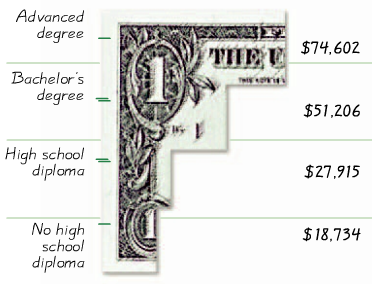 Advanced
degree
$74,602
THE U
1
Bachelor's
degree
$51,206
High school
diploma
$27,915
No high
school
diploma
$18,734